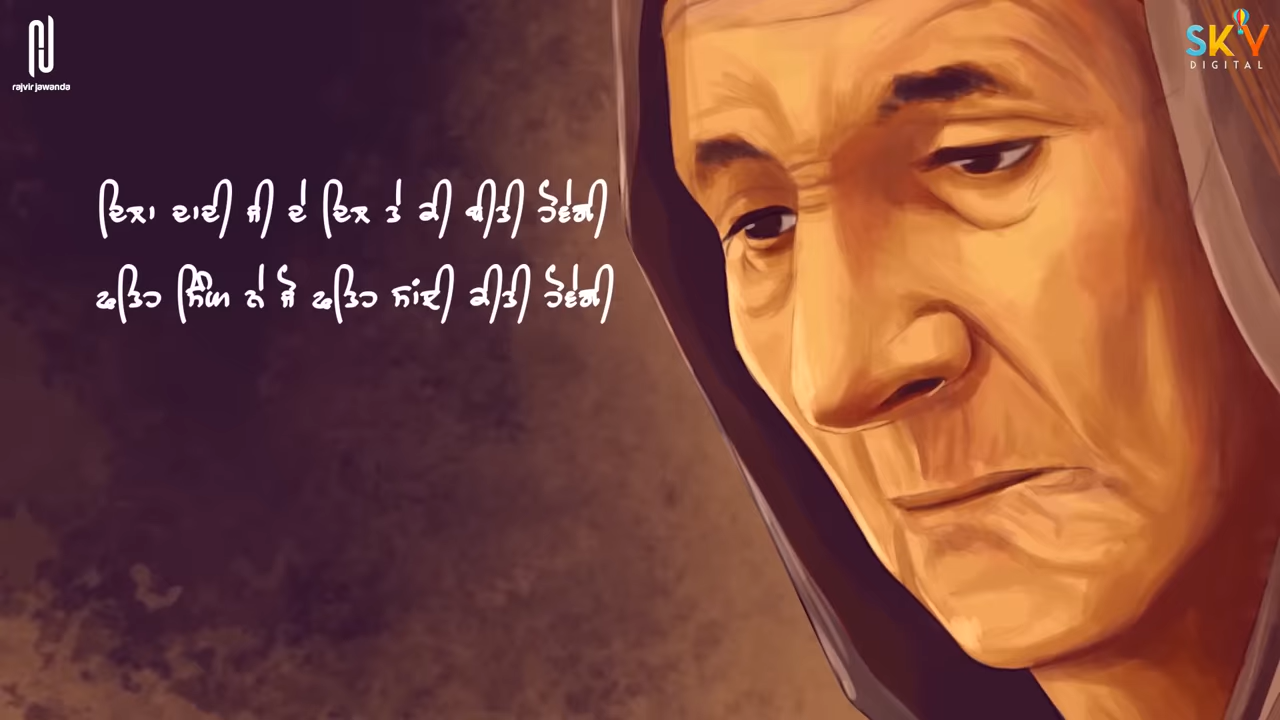 rajvir jawanda
SKY
DIGITAL
ਦਿਲਾ ਦਾਦੀ ਜੀ ਦੇ ਦਿਲ ਤੇ ਕੀ ਬੀਤੀ ਹੋਵੇਗੀ
ਫਤਿਹ ਸਿੰਘ ਨੇ ਜੋ ਫਤਿਹ ਸਾਂਝੀ ਕੀਤੀ ਹੋਵੇਗੀ